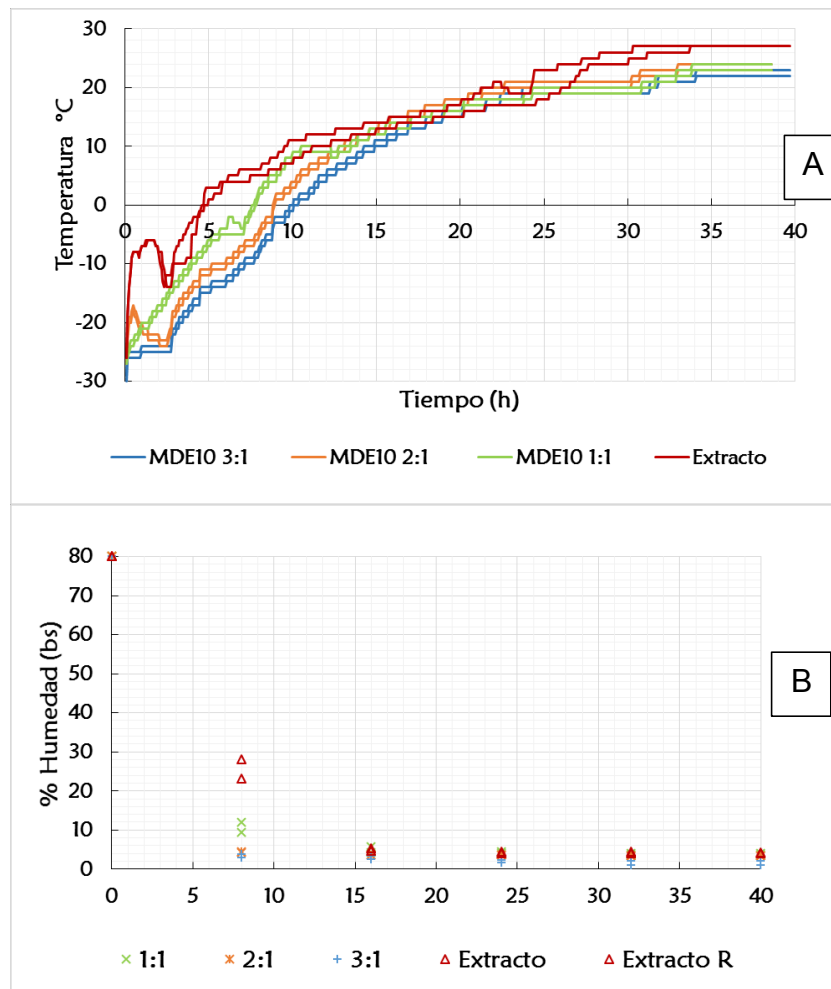 30
20
10
0
-10
-20
-30
Temperatura °C
0 5 10 15 20 25 30 35 40
Tiempo (h)
A
MDE10 3:1 MDE10 2:1 MDE10 1:1 Extracto
80
70
60
50
40
30
20
10
0
% Humedad (bs)
B
0 5 10 15 20 25 30 35 40
1:1 2:1 3:1 Extracto Extracto R